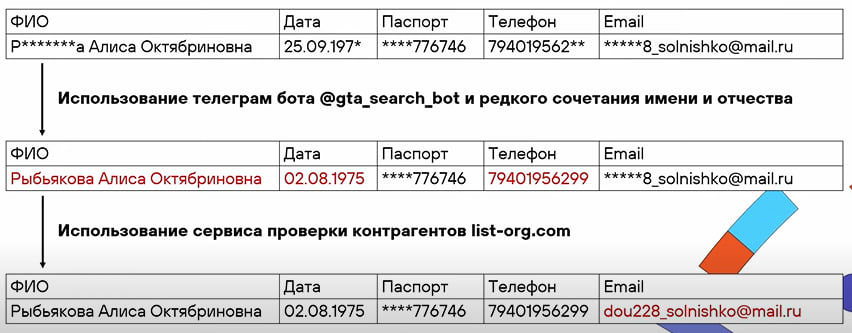 ФИО Дата Паспорт Телефон Email
Р*******а Алиса Октябриновна 25.09.197* ****776746 794019562** *****8_solnishko@mail.ru
Использование телеграм бота @gta_search_bot и редкого сочетания имени и отчества
ФИО Дата Паспорт Телефон Email
Рыбьякова Алиса Октябриновна 02.08.1975 ****776746 79401956299 *****8_solnishko@mail.ru
Использование сервиса проверки контрагентов list-org.com
ФИО Дата Паспорт Телефон Email
Рыбьякова Алиса Октябриновна 02.08.1975 ****776746 79401956299 dou228_solnishko@mail.ru